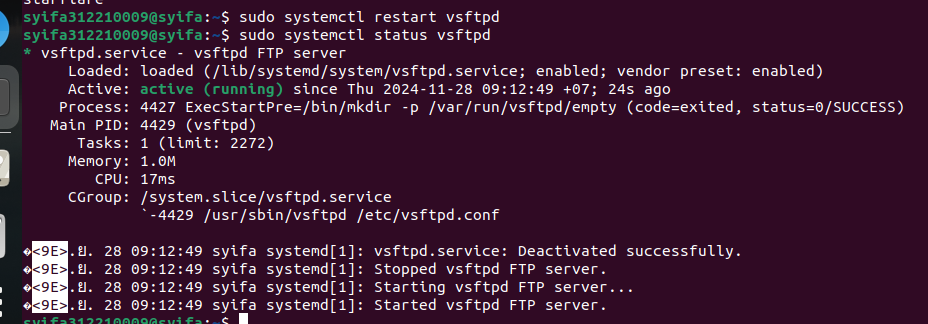 starfiare
syifa312210009@syifa:~$ sudo systemctl restart vsftpd
syifa312210009@syifa:~$ sudo systemctl status vsftpd
* vsftpd.service - vsftpd FTP server
Loaded: loaded (/lib/systemd/system/vsftpd.service; enabled; vendor preset: enabled)
Active: active (running) since Thu 2024-11-28 09:12:49 +07; 24s ago
Process: 4427 ExecStartPre=/bin/mkdir -p /var/run/vsftpd/empty (code=exited, status=0/SUCCESS)
Main PID: 4429 (vsftpd)
Tasks: 1 (limit: 2272)
Memory: 1.0M
CPU: 17ms
CGroup: /system.slice/vsftpd.service
`-4429 /usr/sbin/vsftpd /etc/vsftpd.conf
�<9E>.ย. 28 09:12:49 syifa systemd[1]: vsftpd.service: Deactivated successfully.
�<9E>.ย. 28 09:12:49 syifa systemd[1]: Stopped vsftpd FTP server.
�<9E>.ย. 28 09:12:49 syifa systemd[1]: Starting vsftpd FTP server...
�<9E>.ย. 28 09:12:49 syifa systemd[1]: Started vsftpd FTP server.
syifa312210009@syifa:~$